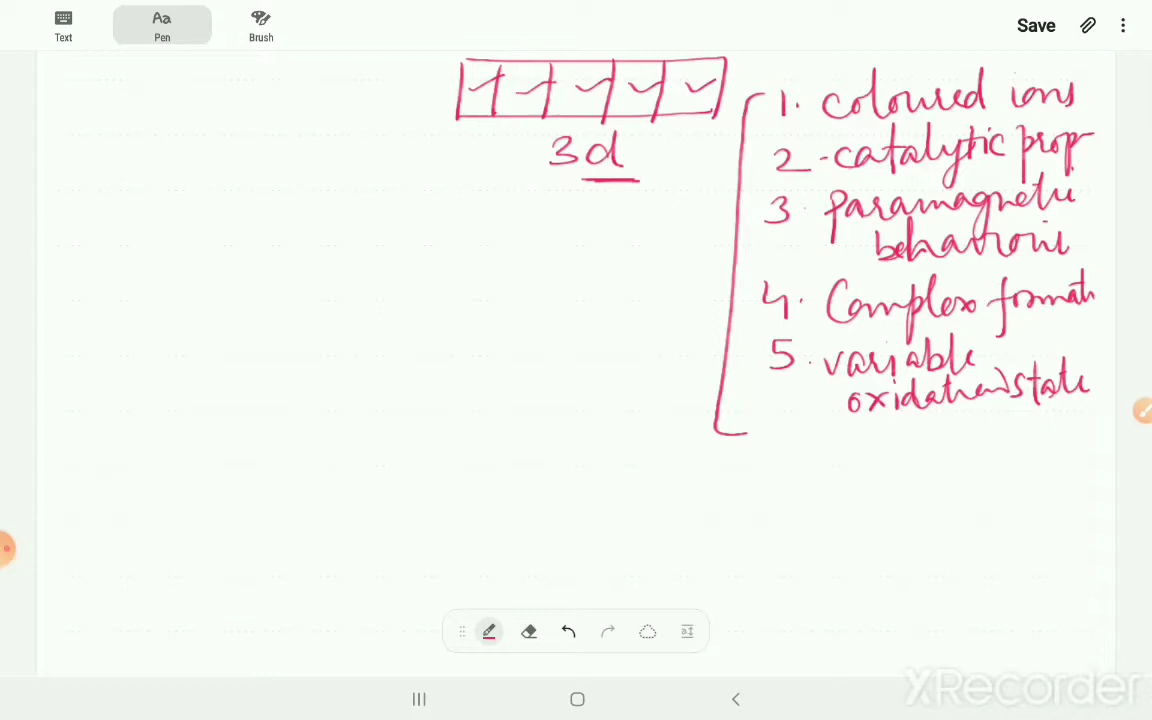 Save
Aa
Text
Pen
Brush
3d
1. coloured ions
2. catalytic prop
3. paramagnetic
4. Complex format
5. variable
oxidation state
XRecorder